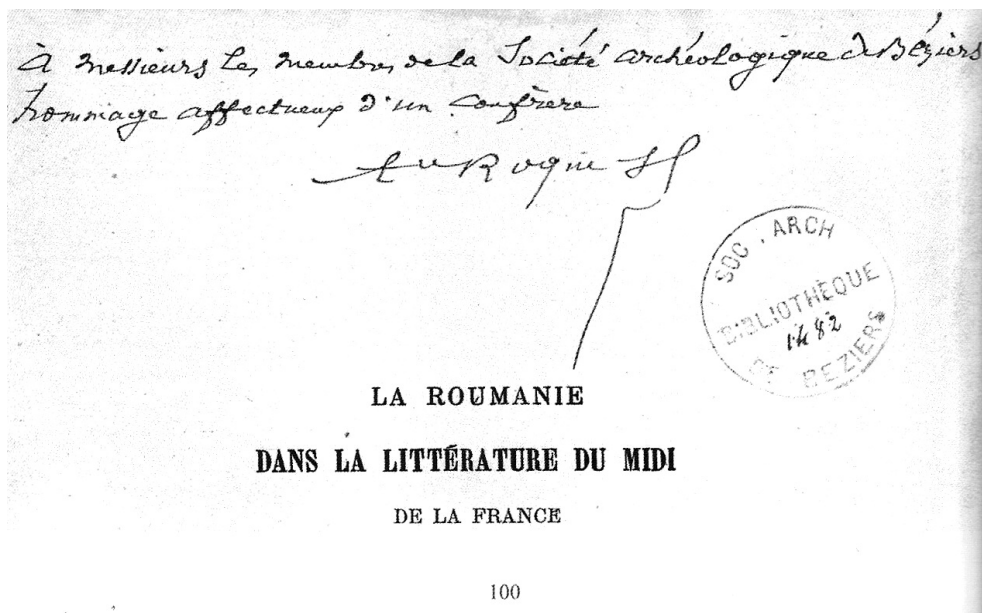 À Messieurs les membres de la Société archéologique de Béziers
hommage affectueux d'un confrère
Roque
SOC. ARCH
BIBLIOTHÈQUE
1482
DE BEZIERS
LA ROUMANIE
DANS LA LITTÉRATURE DU MIDI
DE LA FRANCE
100